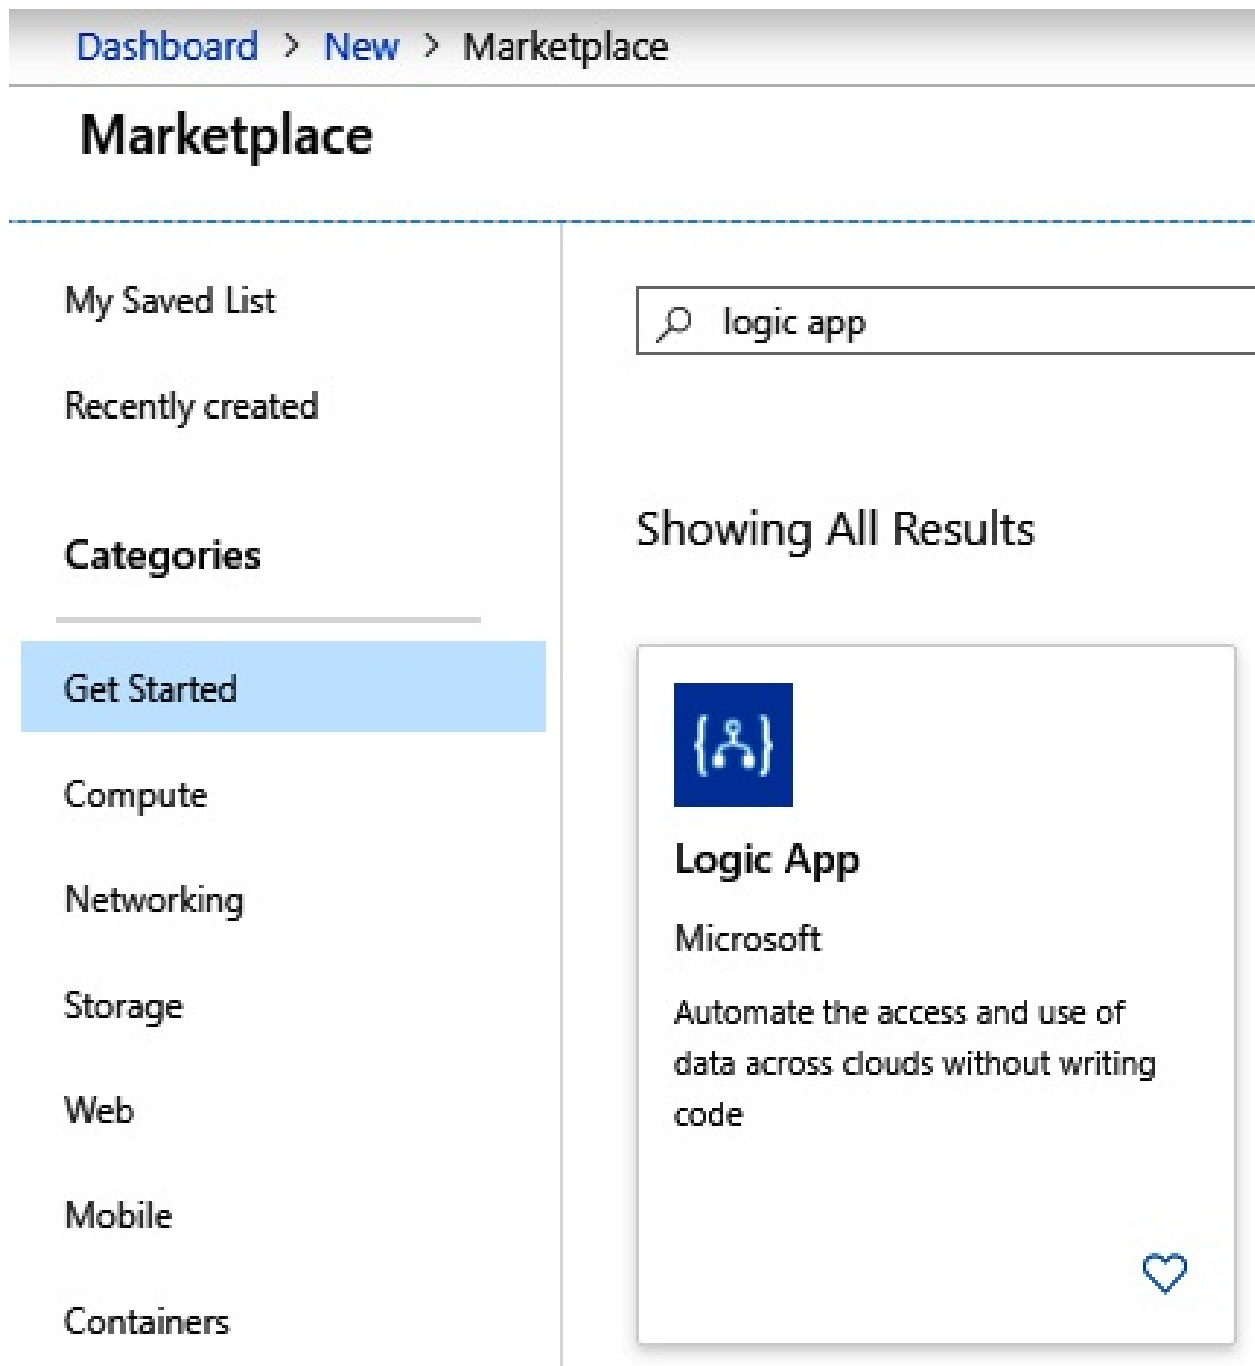 Dashboard > New > Marketplace
Marketplace
My Saved List
Recently created
Categories
Get Started
Compute
Networking
Storage
Web
Mobile
Containers
logic app
Showing All Results
Logic App
Microsoft
Automate the access and use of
data across clouds without writing
code